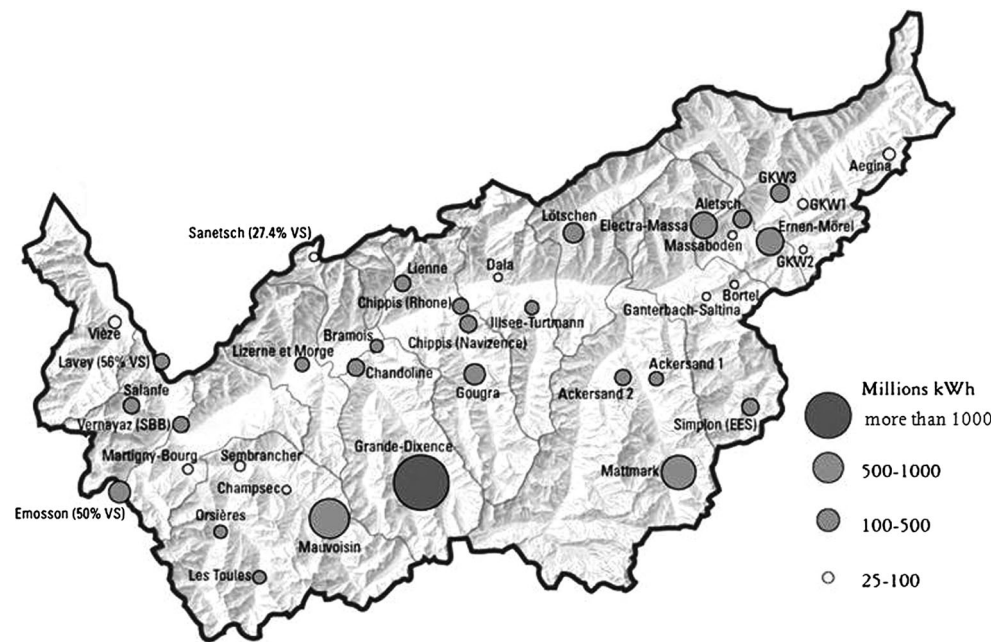 Aegina
GKW3
Aletsch
GKW1
Lötschen
Electra-Massa
Ernen-Mörel
Massaboden
GKW2
Sanetsch (27.4% VS)
Lienne
Dala
Bortel
Chippis (Rhone)
Ganterbach-Saltina
Illsee-Turtmann
Vièze
Bramois
Chippis (Navizence)
Lavey (56% VS)
Lizerne et Morge
Chandoline
Ackersand 1
Gougra
Ackersand 2
Salanfe
Vernayaz (SBB)
Simplon (EES)
Martigny-Bourg
Sembrancher
Grande-Dixence
Champsec
Mattmark
Emosson (50% VS)
Orsières
Mauvoisin
Les Toules
Millions kWh
more than 1000
500-1000
100-500
25-100